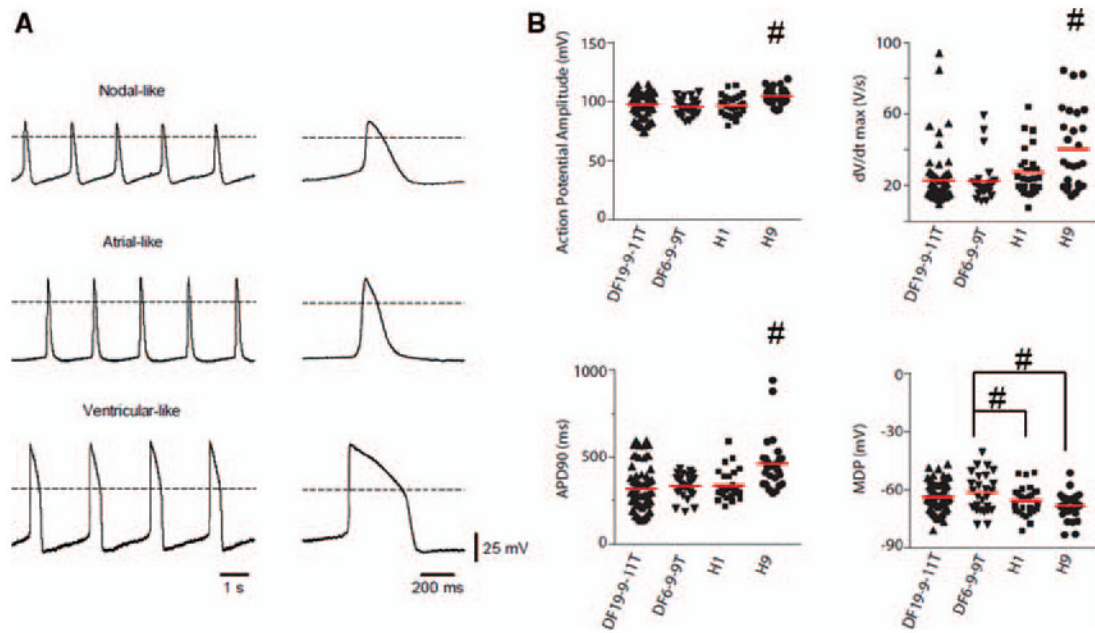 A
Nodal-like
Atrial-like
Ventricular-like
25 mV
1 s
200 ms
B
#
Action Potential Amplitude (mV)
150
100
50
0
DF19-9-11T
DF6-9-9T
H1
H9
#
dV/dt max (V/s)
100
60
20
DF19-9-11T
DF6-9-9T
H1
H9
#
APD90 (ms)
1000
500
0
DF19-9-11T
DF6-9-9T
H1
H9
#
#
MDP (mV)
0
-30
-60
-90
DF19-9-11T
DF6-9-9T
H1
H9